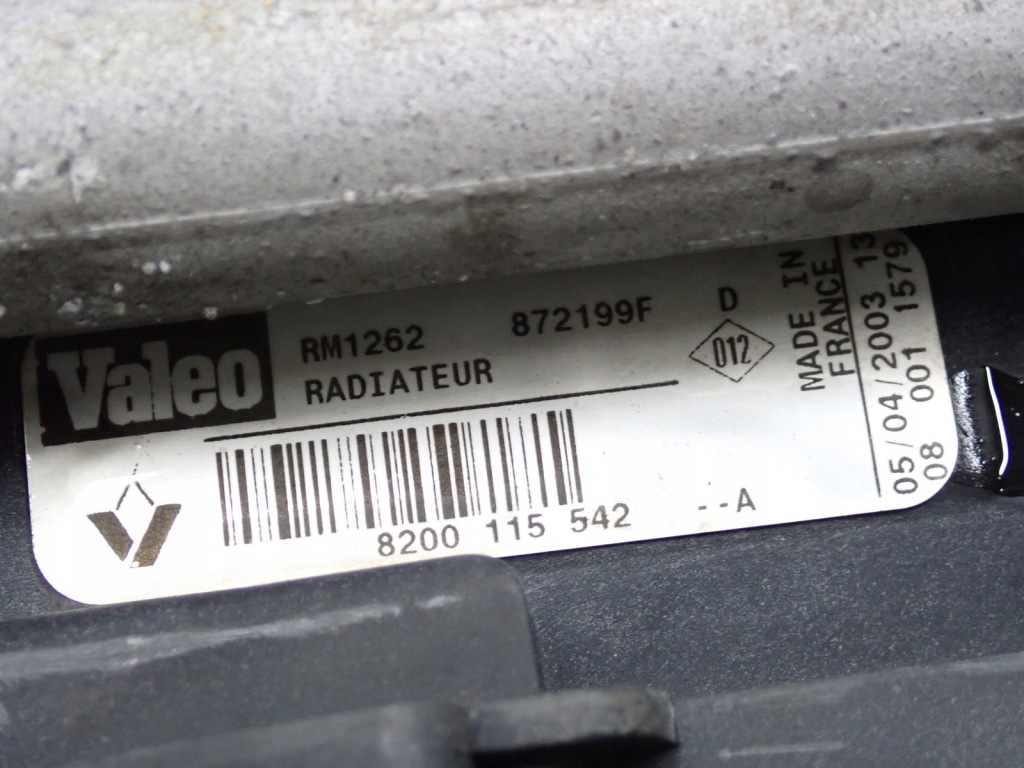 Valeo
RM1262 872199F D
RADIATEUR
012
8200 115 542 --A
MADE IN
FRANCE
05/04/2003 13
08 001 1579